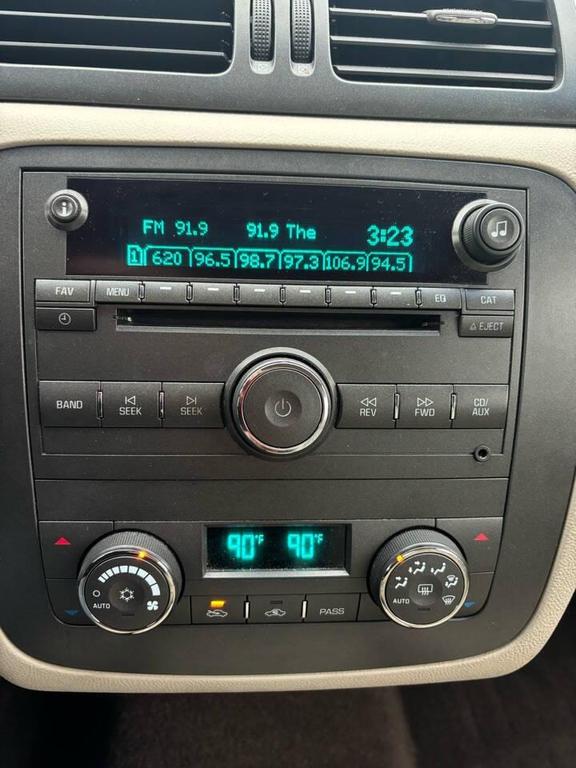 FM 91.9 91.9 The 3:23
1 620 96.5 98.7 97.3 106.9 94.5
FAV MENU EQ CAT
EJECT
BAND SEEK SEEK REV FWD CD/
AUX
90°F 90°F
AUTO AUTO
PASS